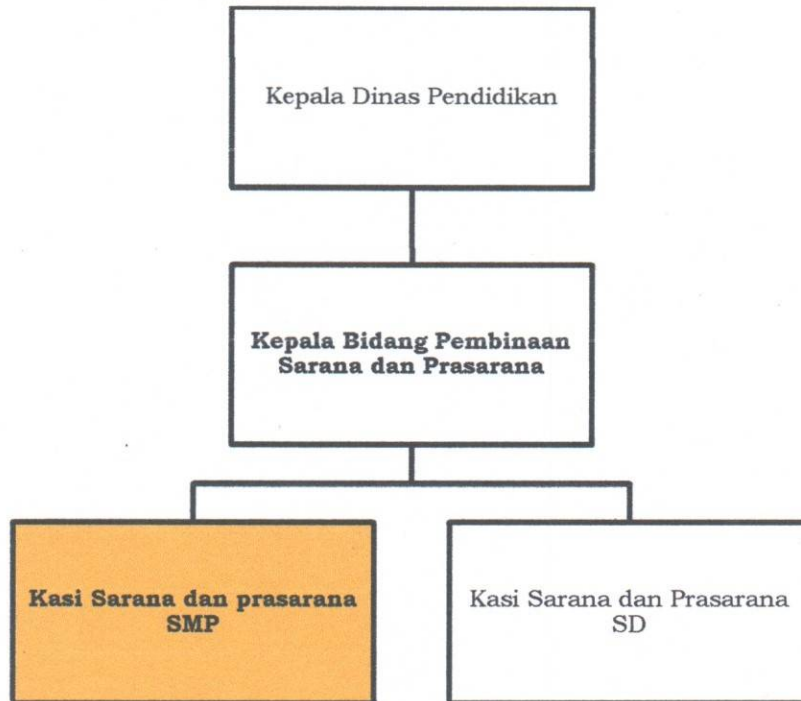 Kepala Dinas Pendidikan
Kepala Bidang Pembinaan
Sarana dan Prasarana
Kasi Sarana dan prasarana
SMP
Kasi Sarana dan Prasarana
SD